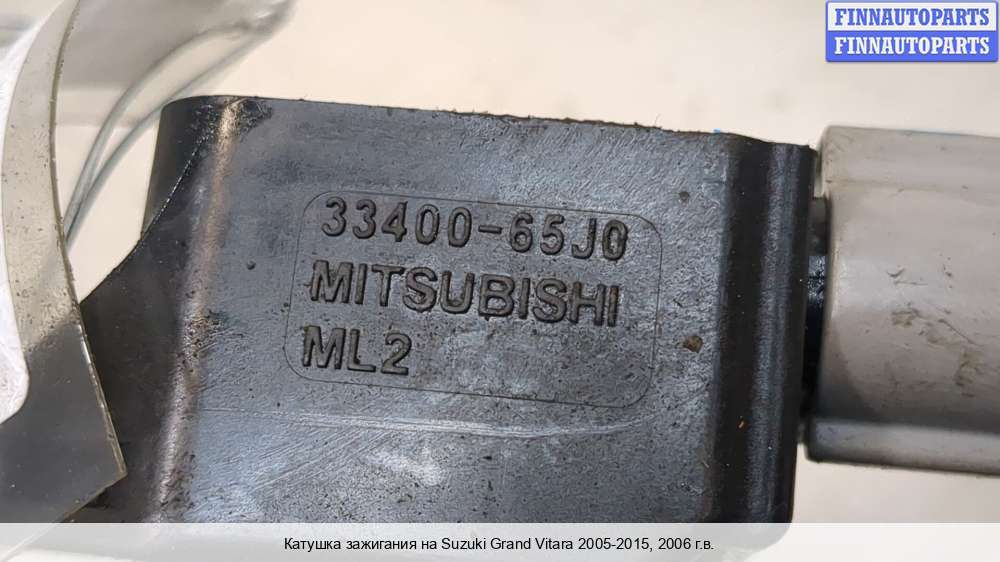 FINNAUTOPARTS
FINNAUTOPARTS
33400-65J0
MITSUBISHI
ML2
Катушка зажигания на Suzuki Grand Vitara 2005-2015, 2006 г.в.